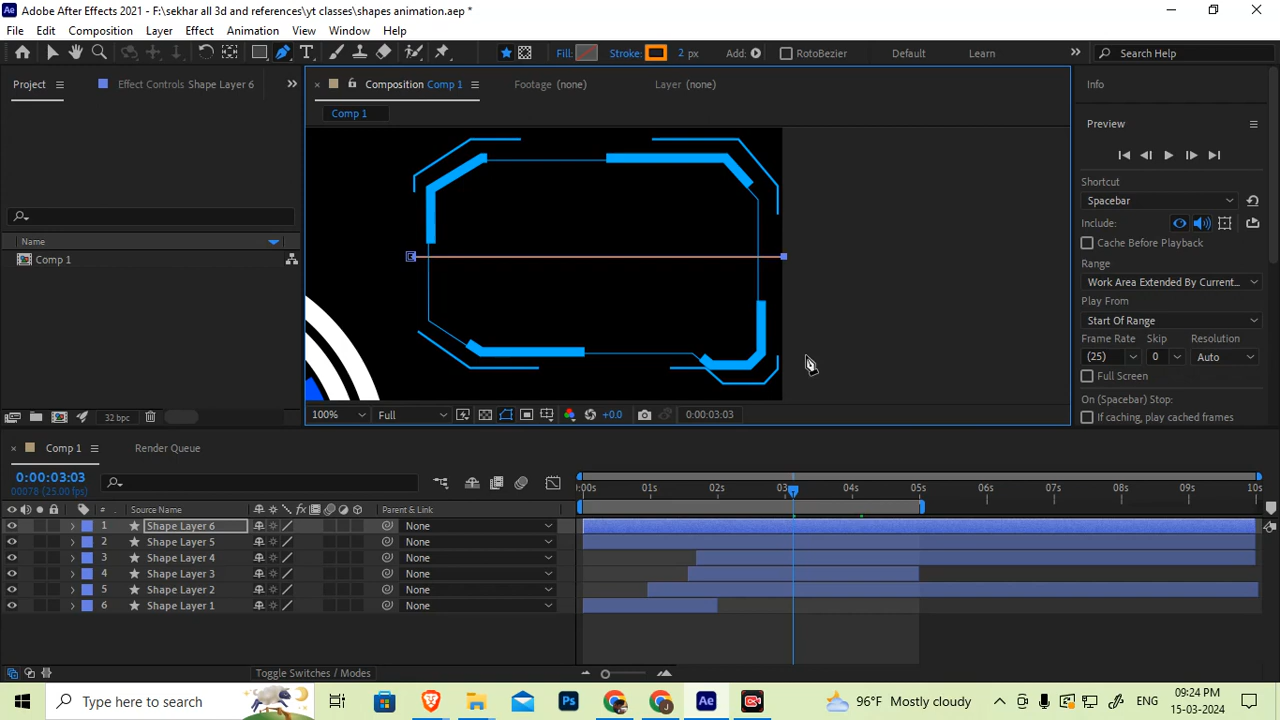 Adobe After Effects 2021 - F:\sekhar all 3d and references\yt classes\shapes animation.aep *
File Edit Composition Layer Effect Animation View Window Help
Fill: Stroke: 2 px Add: RotoBezier Default Learn Search Help
Project Effect Controls Shape Layer 6
Composition Comp 1 Footage (none) Layer (none)
Info
Comp 1
Preview
Shortcut
Spacebar
Include:
Cache Before Playback
Range
Work Area Extended By Current...
Play From
Start Of Range
Frame Rate Skip Resolution
(25) 0 Auto
Full Screen
On (Spacebar) Stop:
If caching, play cached frames
Name
Comp 1
32 bpc
100% Full +0.0 0:00:03:03
Comp 1 Render Queue
0:00:03:03
00078 (25.00 fps)
:00s 01s 02s 03 04s 05s 06s 07s 08s 09s 10s
# Source Name Parent & Link
1 Shape Layer 6 None
2 Shape Layer 5 None
3 Shape Layer 4 None
4 Shape Layer 3 None
5 Shape Layer 2 None
6 Shape Layer 1 None
Toggle Switches / Modes
Type here to search
Ps
Ae
96°F Mostly cloudy
ENG
09:24 PM
15-03-2024